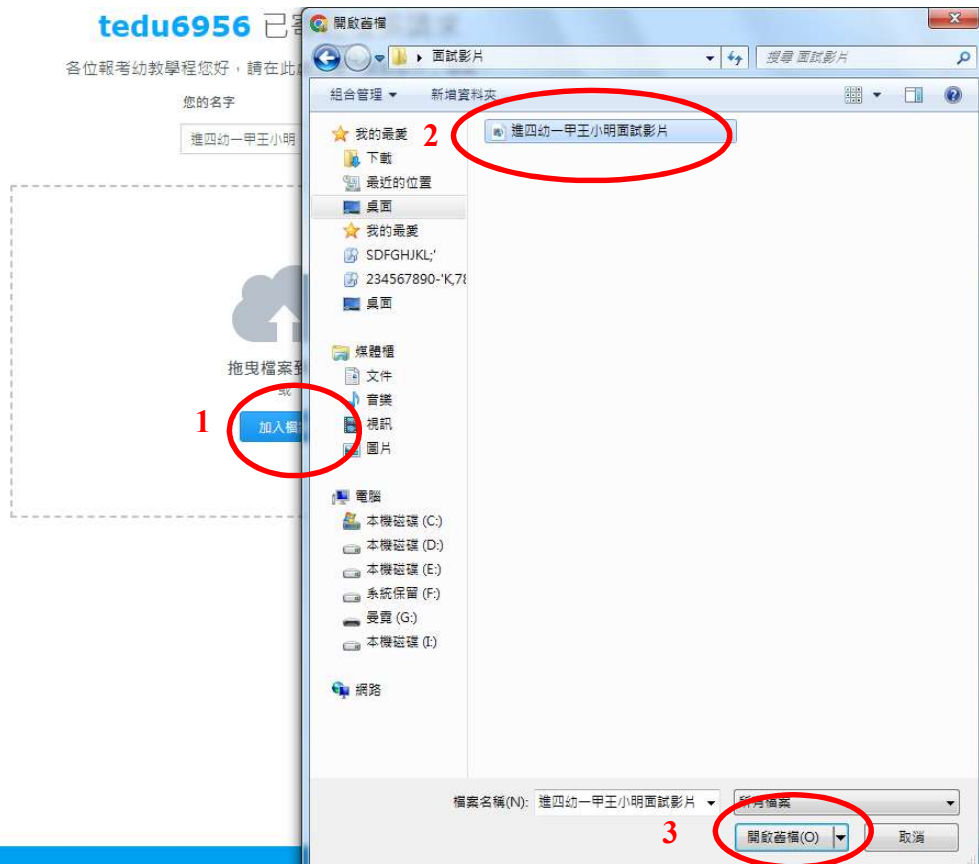 tedu6956 已
各位報考幼教學程您好，請在此
您的名字
進四幼一甲王小明
拖曳檔案到
或
1
加入檔
開啟舊檔
面試影片
搜尋 面試影片
組合管理
新增資料夾
我的最愛
下載
最近的位置
桌面
我的最愛
SDFGHJKL;'
234567890-'K,78
桌面
媒體櫃
文件
音樂
視訊
圖片
電腦
本機磁碟 (C:)
本機磁碟 (D:)
本機磁碟 (E:)
系統保留 (F:)
曼霓 (G:)
本機磁碟 (I:)
網路
2
進四幼一甲王小明面試影片
檔案名稱(N):
進四幼一甲王小明面試影片
所有檔案
3
開啟舊檔(O)
取消